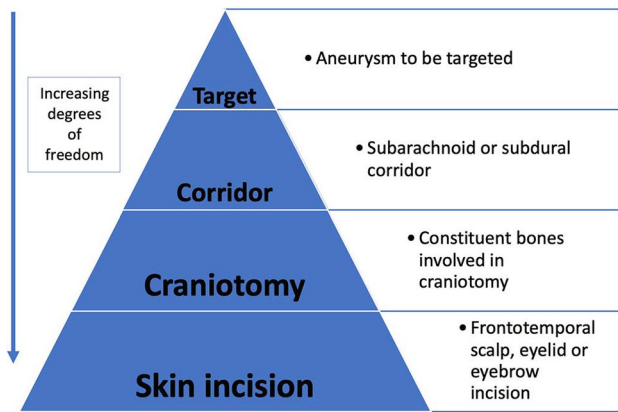 Increasing
degrees
of
freedom
Target
• Aneurysm to be targeted
Corridor
• Subarachnoid or subdural
corridor
Craniotomy
• Constituent bones
involved in
craniotomy
Skin incision
• Frontotemporal
scalp, eyelid or
eyebrow
incision